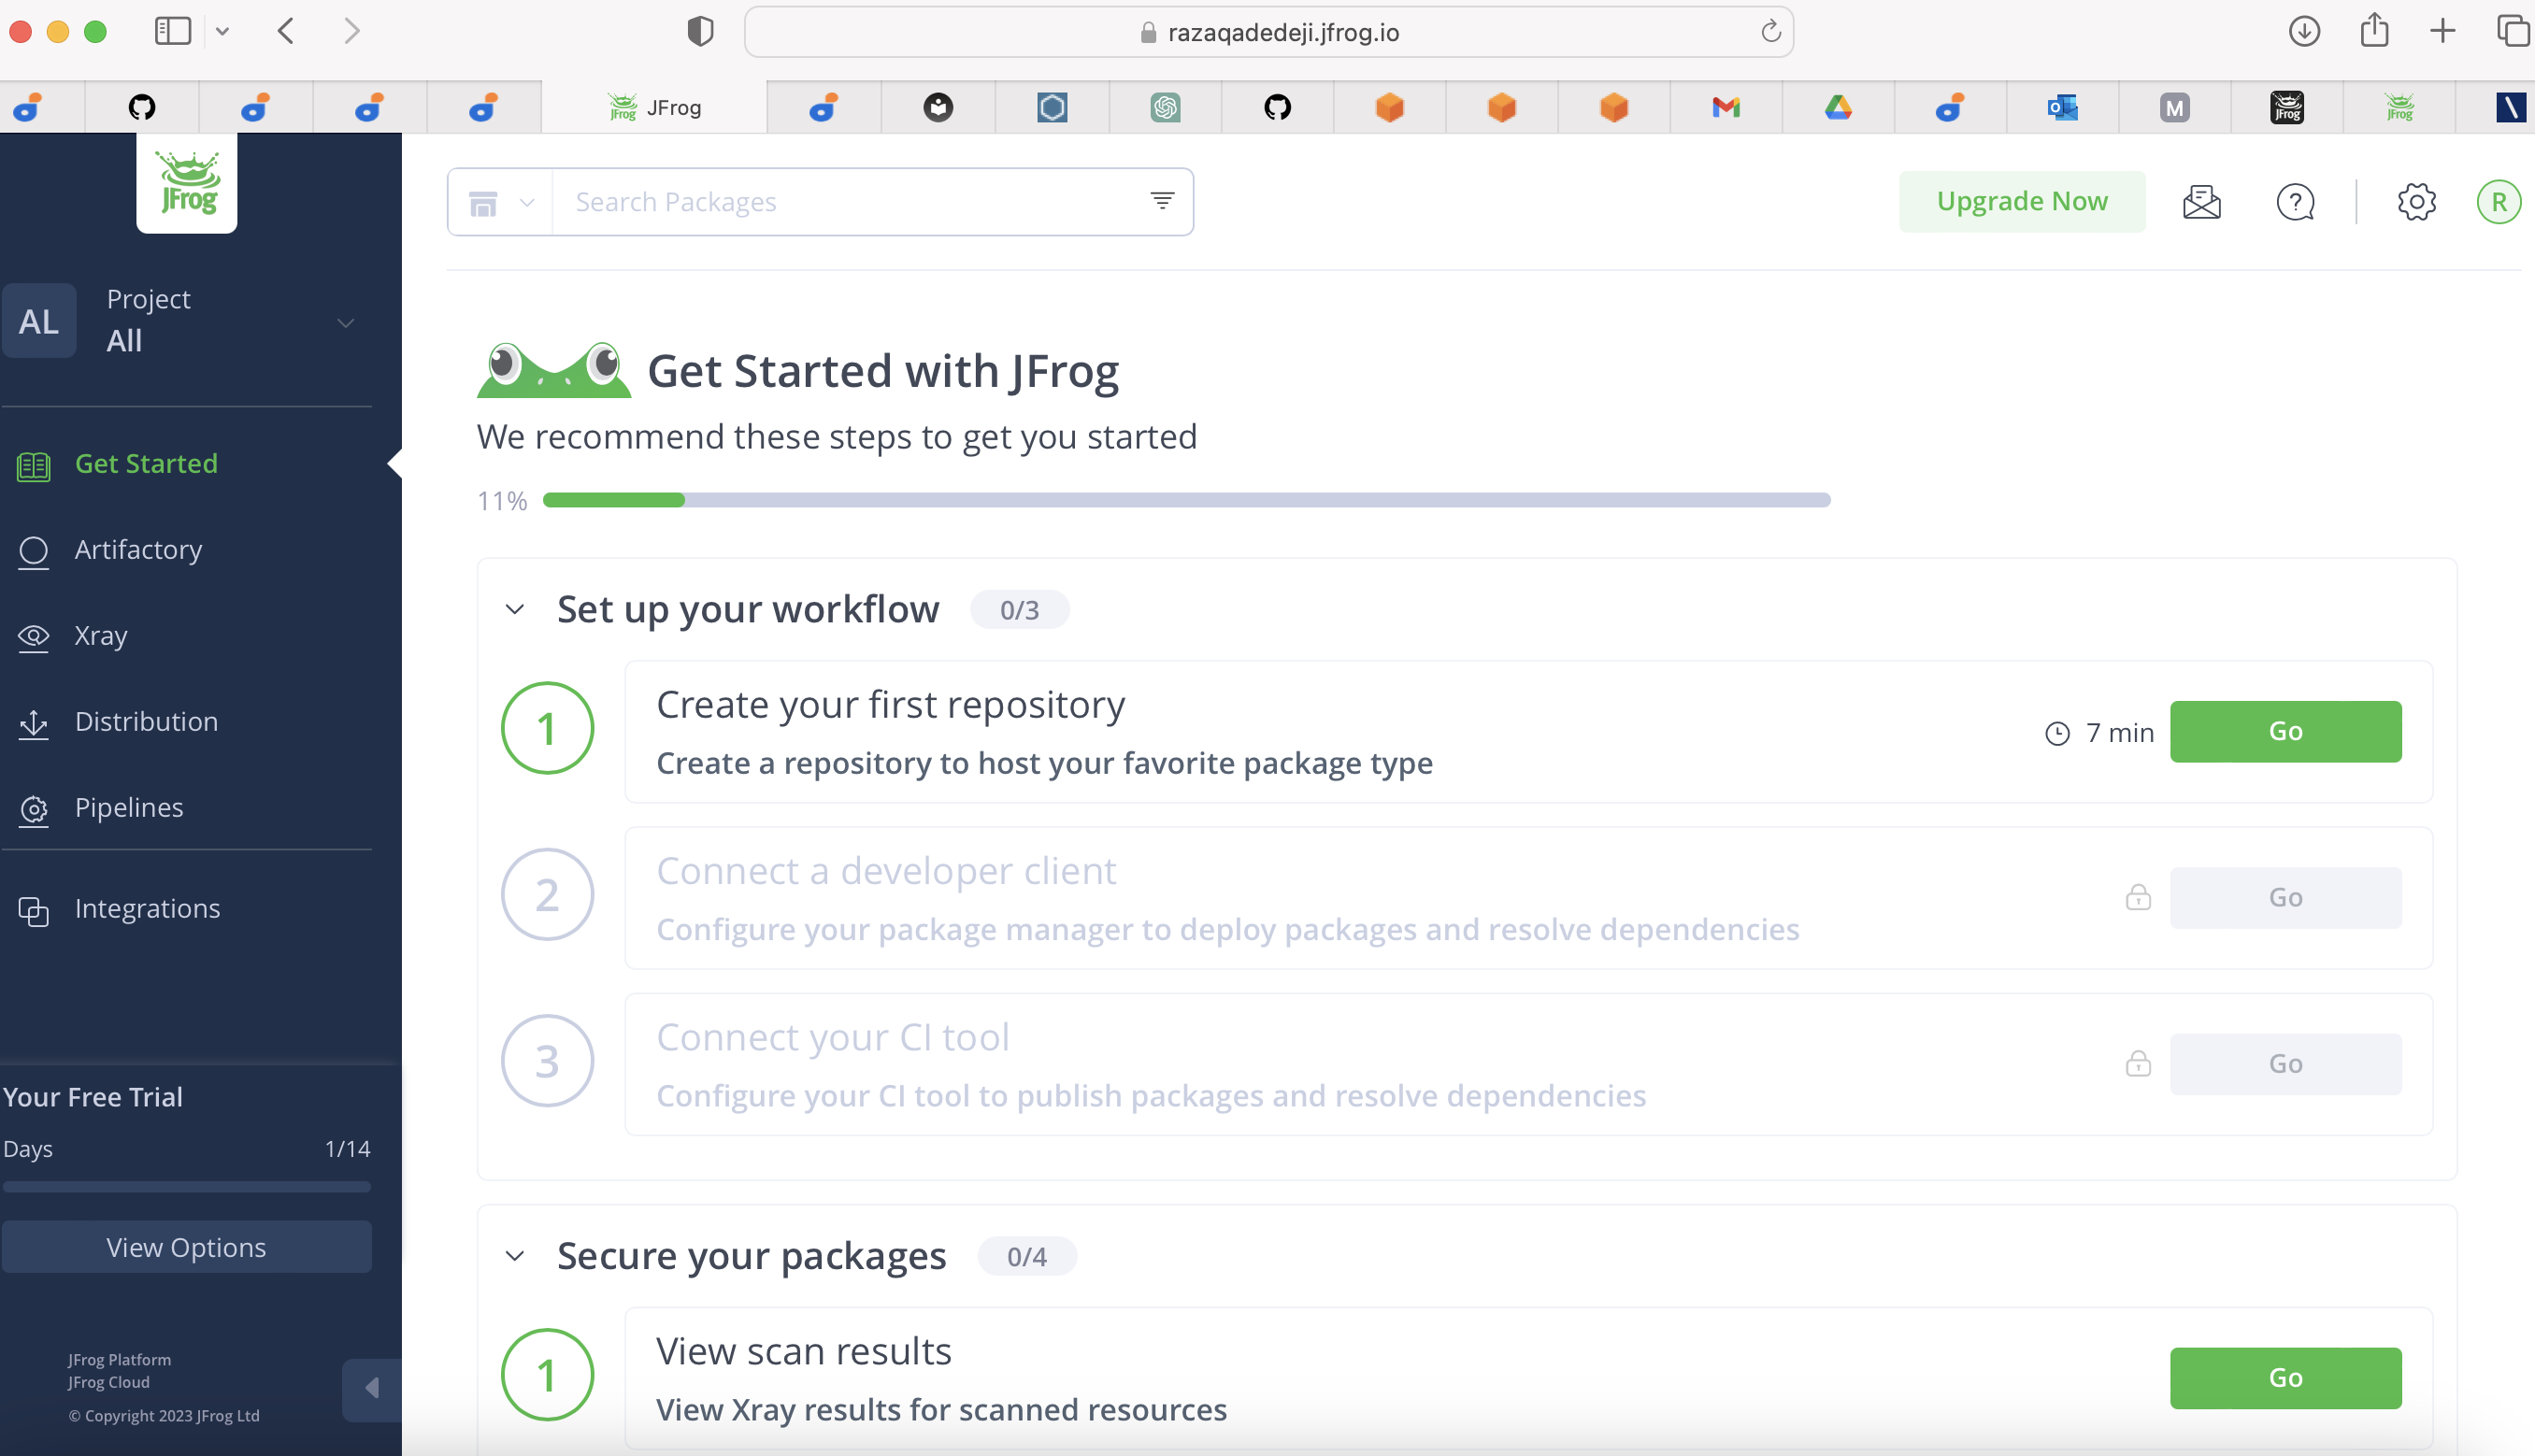 razaqadedeji.jfrog.io
JFrog
JFrog
M
JFrog
JFrog
JFrog
Search Packages
Upgrade Now
?
R
AL
Project
All
Get Started
Artifactory
Xray
Distribution
Pipelines
Integrations
Your Free Trial
Days 1/14
View Options
JFrog Platform
JFrog Cloud
© Copyright 2023 JFrog Ltd
Get Started with JFrog
We recommend these steps to get you started
11%
Set up your workflow 0/3
1
Create your first repository
Create a repository to host your favorite package type
7 min
Go
2
Connect a developer client
Configure your package manager to deploy packages and resolve dependencies
Go
3
Connect your CI tool
Configure your CI tool to publish packages and resolve dependencies
Go
Secure your packages 0/4
1
View scan results
View Xray results for scanned resources
Go